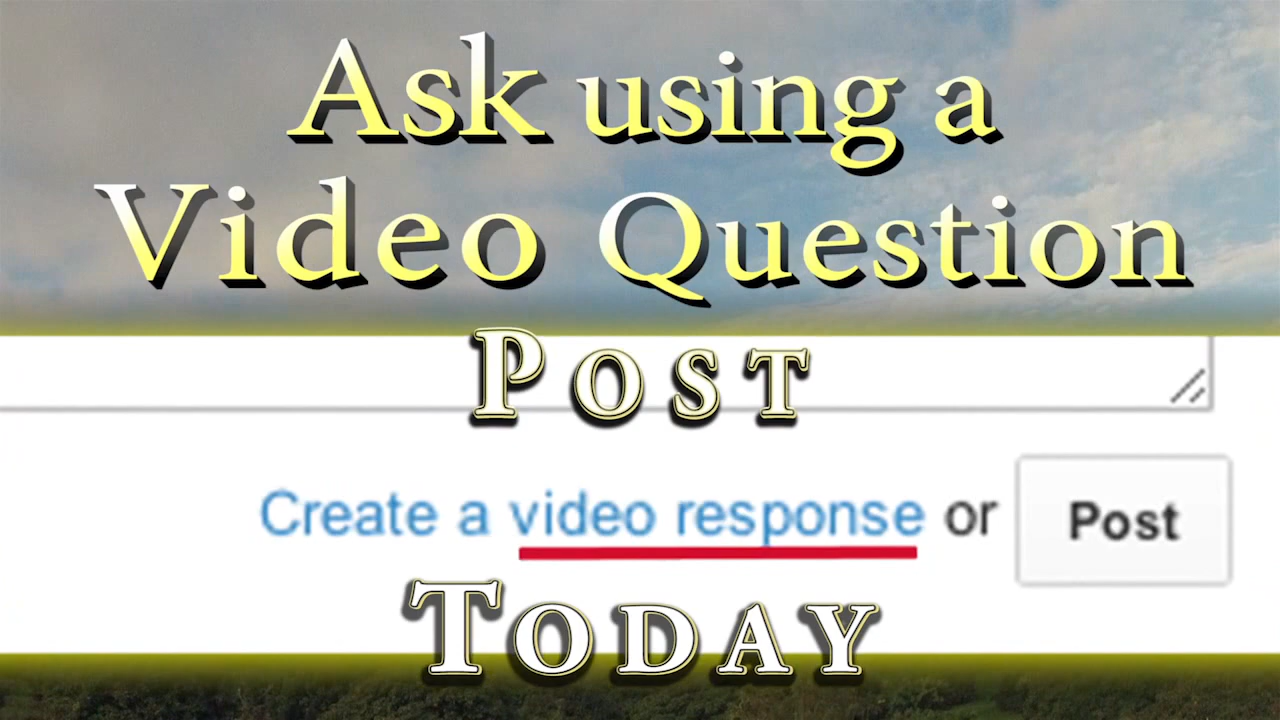 Ask using a
Video Question
Post
Create a video response or Post
Today